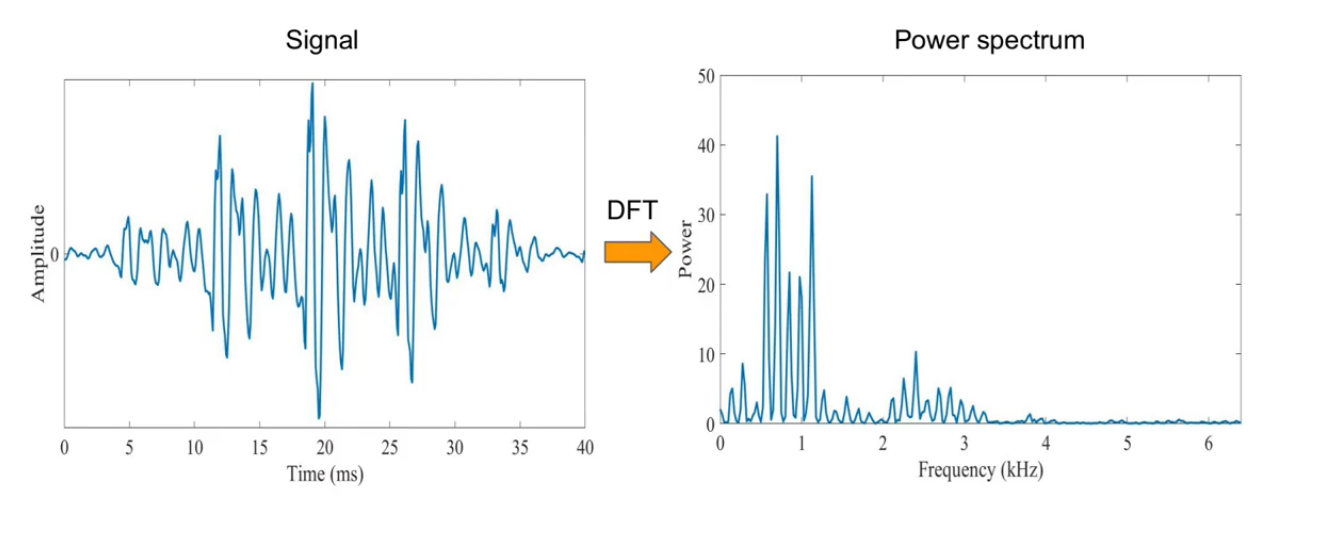 Signal
Amplitude
0
0 5 10 15 20 25 30 35 40
Time (ms)
DFT
Power spectrum
Power
50
40
30
20
10
0
0 1 2 3 4 5 6
Frequency (kHz)